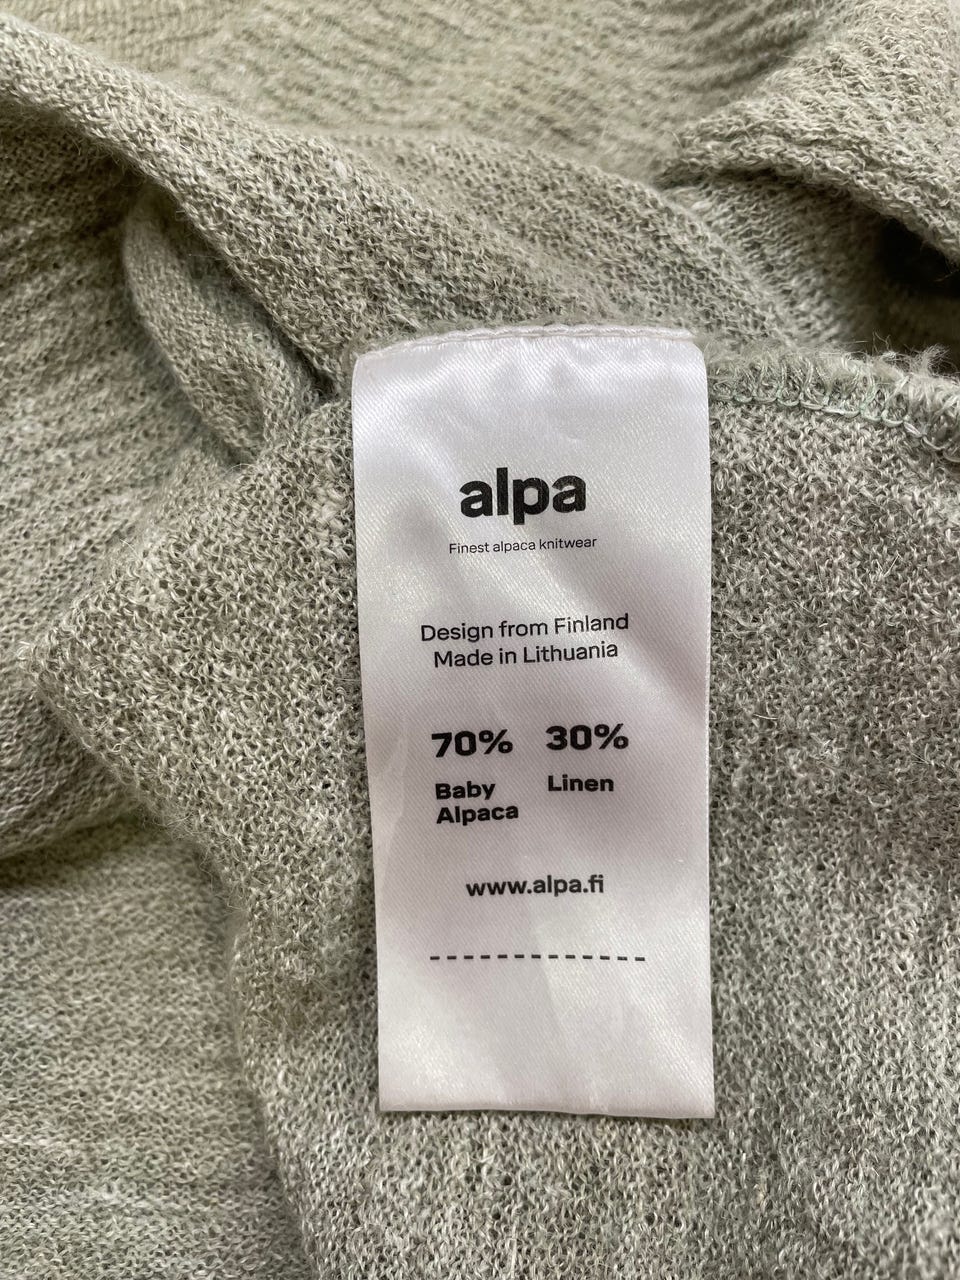 alpa
Finest alpaca knitwear
Design from Finland
Made in Lithuania
70% 30%
Baby Linen
Alpaca
www.alpa.fi